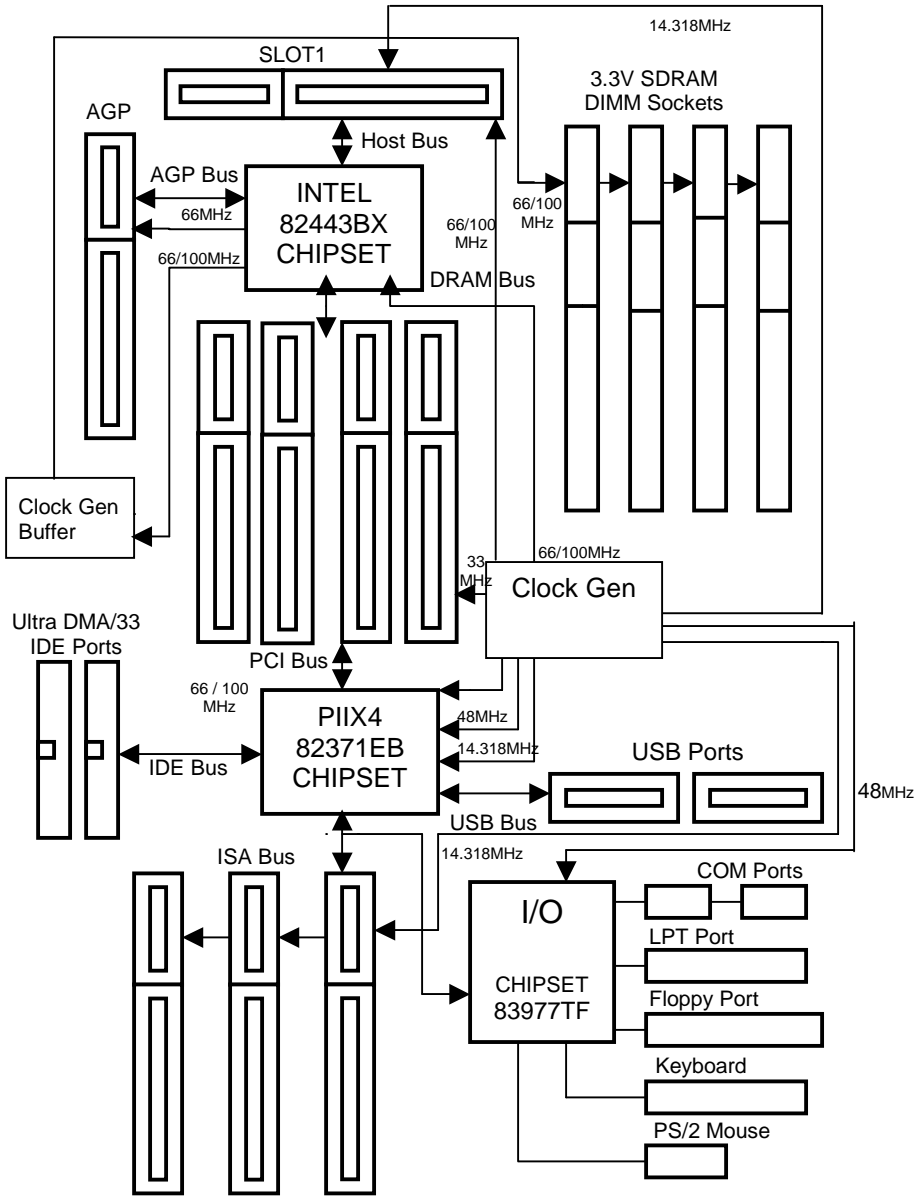 14.318MHz
SLOT1
3.3V SDRAM
DIMM Sockets
AGP
Host Bus
AGP Bus
66MHz
INTEL
82443BX
CHIPSET
66/100
MHz
66/100
MHz
66/100MHz
DRAM Bus
Clock Gen
Buffer
33
MHz
66/100MHz
Clock Gen
Ultra DMA/33
IDE Ports
PCI Bus
66 / 100
MHz
PIIX4
82371EB
CHIPSET
48MHz
14.318MHz
IDE Bus
USB Ports
48MHz
USB Bus
ISA Bus
14.318MHz
COM Ports
I/O
CHIPSET
83977TF
LPT Port
Floppy Port
Keyboard
PS/2 Mouse